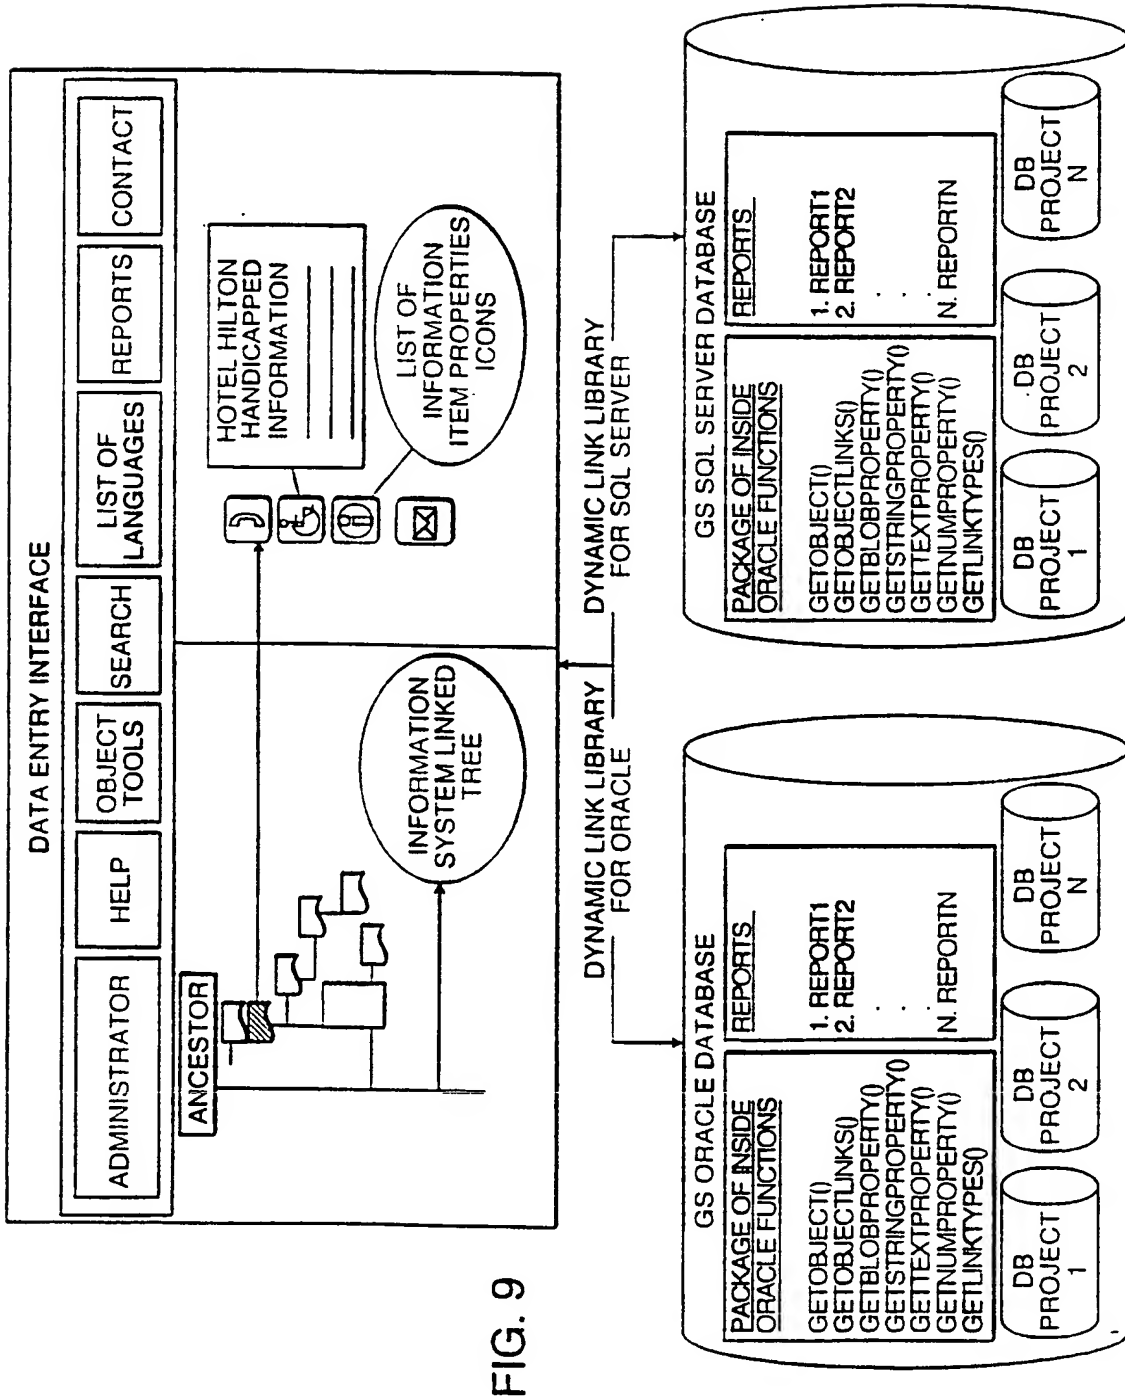 DATA ENTRY INTERFACE
ADMINISTRATOR
HELP
OBJECT
TOOLS
SEARCH
LIST OF
LANGUAGES
REPORTS
CONTACT
ANCESTOR
INFORMATION
SYSTEM LINKED
TREE
HOTEL HILTON
HANDICAPPED
INFORMATION
LIST OF
INFORMATION
ITEM PROPERTIES
ICONS
DYNAMIC LINK LIBRARY
FOR ORACLE
DYNAMIC LINK LIBRARY
FOR SQL SERVER
GS ORACLE DATABASE
PACKAGE OF INSIDE
ORACLE FUNCTIONS
GETOBJECT()
GETOBJECTLINKS()
GETBLOBPROPERTY()
GETSTRINGPROPERTY()
GETTEXTPROPERTY()
GETNUMPROPERTY()
GETLINKTYPES()
REPORTS
1. REPORT1
2. REPORT2
.
.
N. REPORTN
DB
PROJECT
1
DB
PROJECT
2
DB
PROJECT
N
GS SQL SERVER DATABASE
PACKAGE OF INSIDE
ORACLE FUNCTIONS
GETOBJECT()
GETOBJECTLINKS()
GETBLOBPROPERTY()
GETSTRINGPROPERTY()
GETTEXTPROPERTY()
GETNUMPROPERTY()
GETLINKTYPES()
REPORTS
1. REPORT1
2. REPORT2
.
.
N. REPORTN
DB
PROJECT
1
DB
PROJECT
2
DB
PROJECT
N
FIG. 9